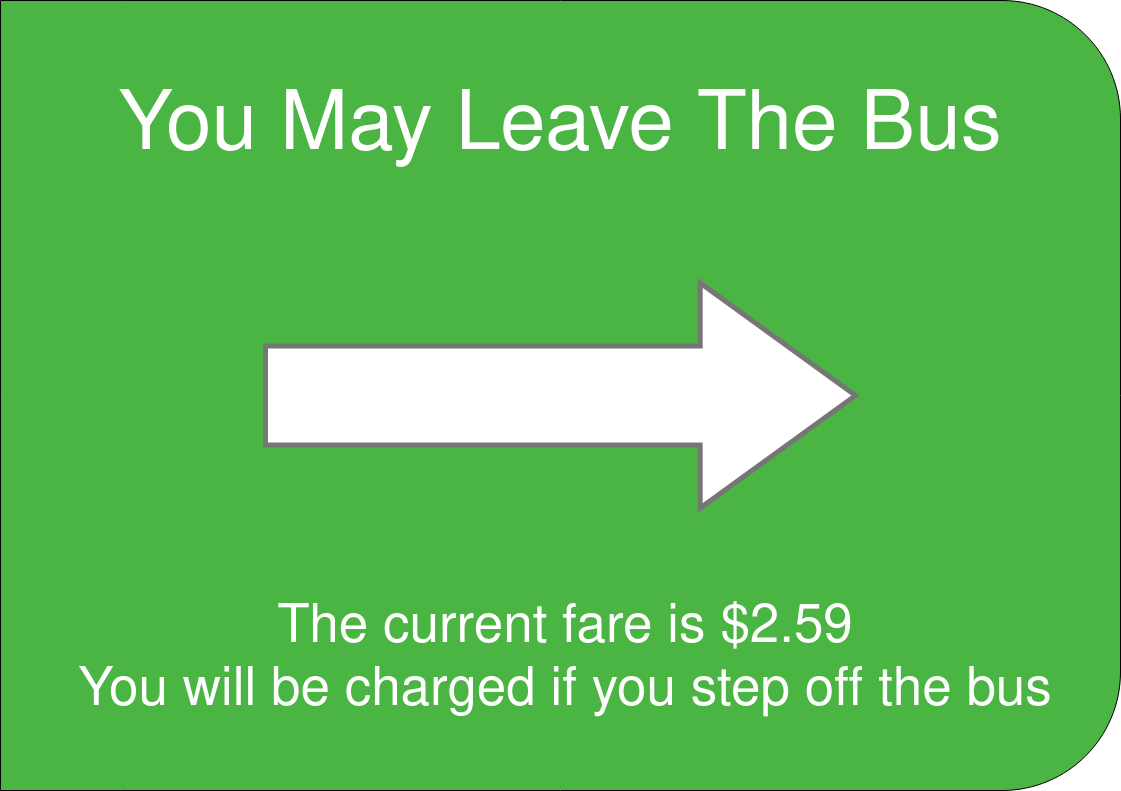 You May Leave The Bus
The current fare is $2.59
You will be charged if you step off the bus